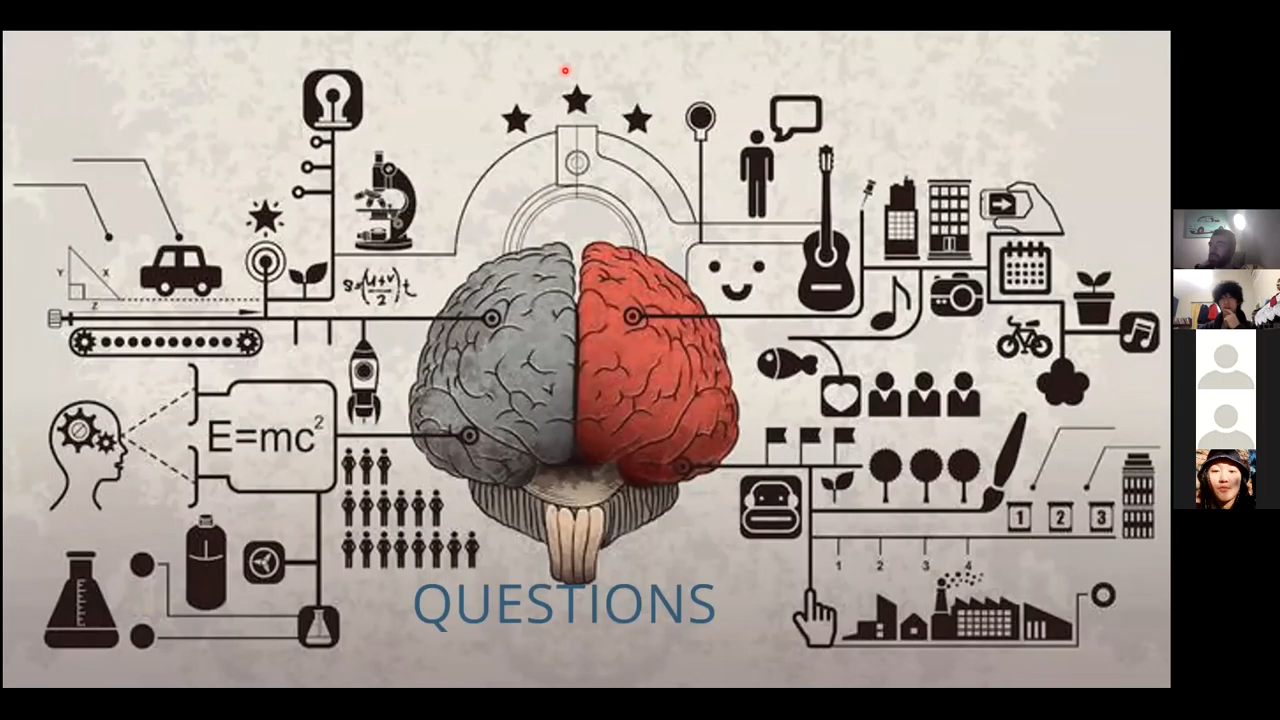 Y
X
Z
s=(u+v/2)t
E=mc²
1 2 3
1 2 3 4
QUESTIONS